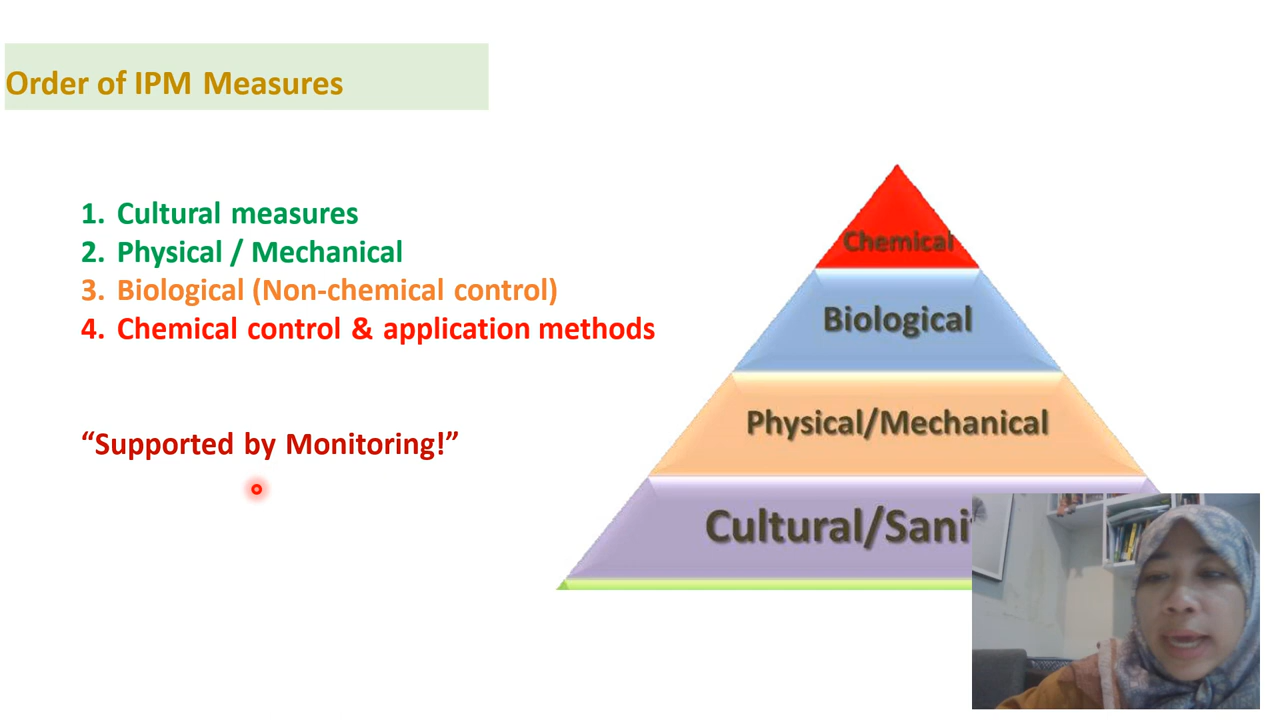 Order of IPM Measures
1. Cultural measures
2. Physical / Mechanical
3. Biological (Non-chemical control)
4. Chemical control & application methods
“Supported by Monitoring!”
Chemical
Biological
Physical/Mechanical
Cultural/Sani